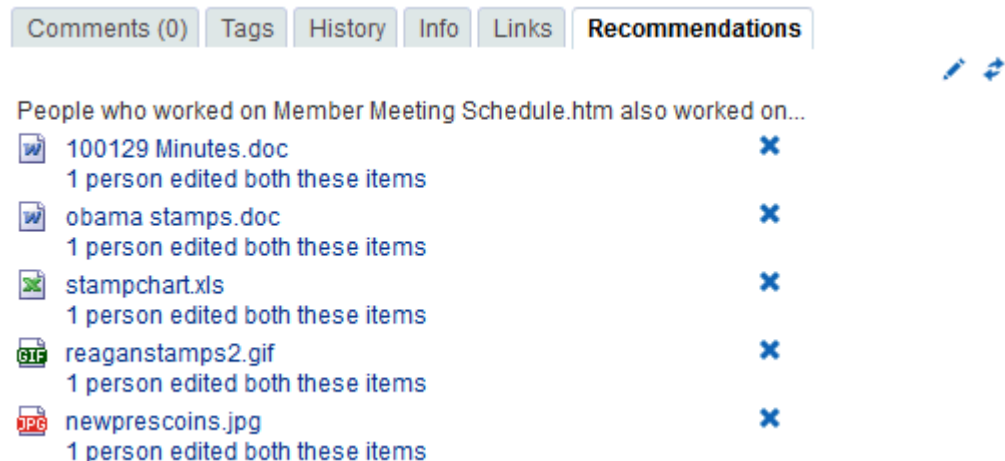 Comments (0) Tags History Info Links Recommendations
People who worked on Member Meeting Schedule.htm also worked on...
W 100129 Minutes.doc
1 person edited both these items
W obama stamps.doc
1 person edited both these items
X stampchart.xls
1 person edited both these items
GIF reaganstamps2.gif
1 person edited both these items
JPG newprescoins.jpg
1 person edited both these items